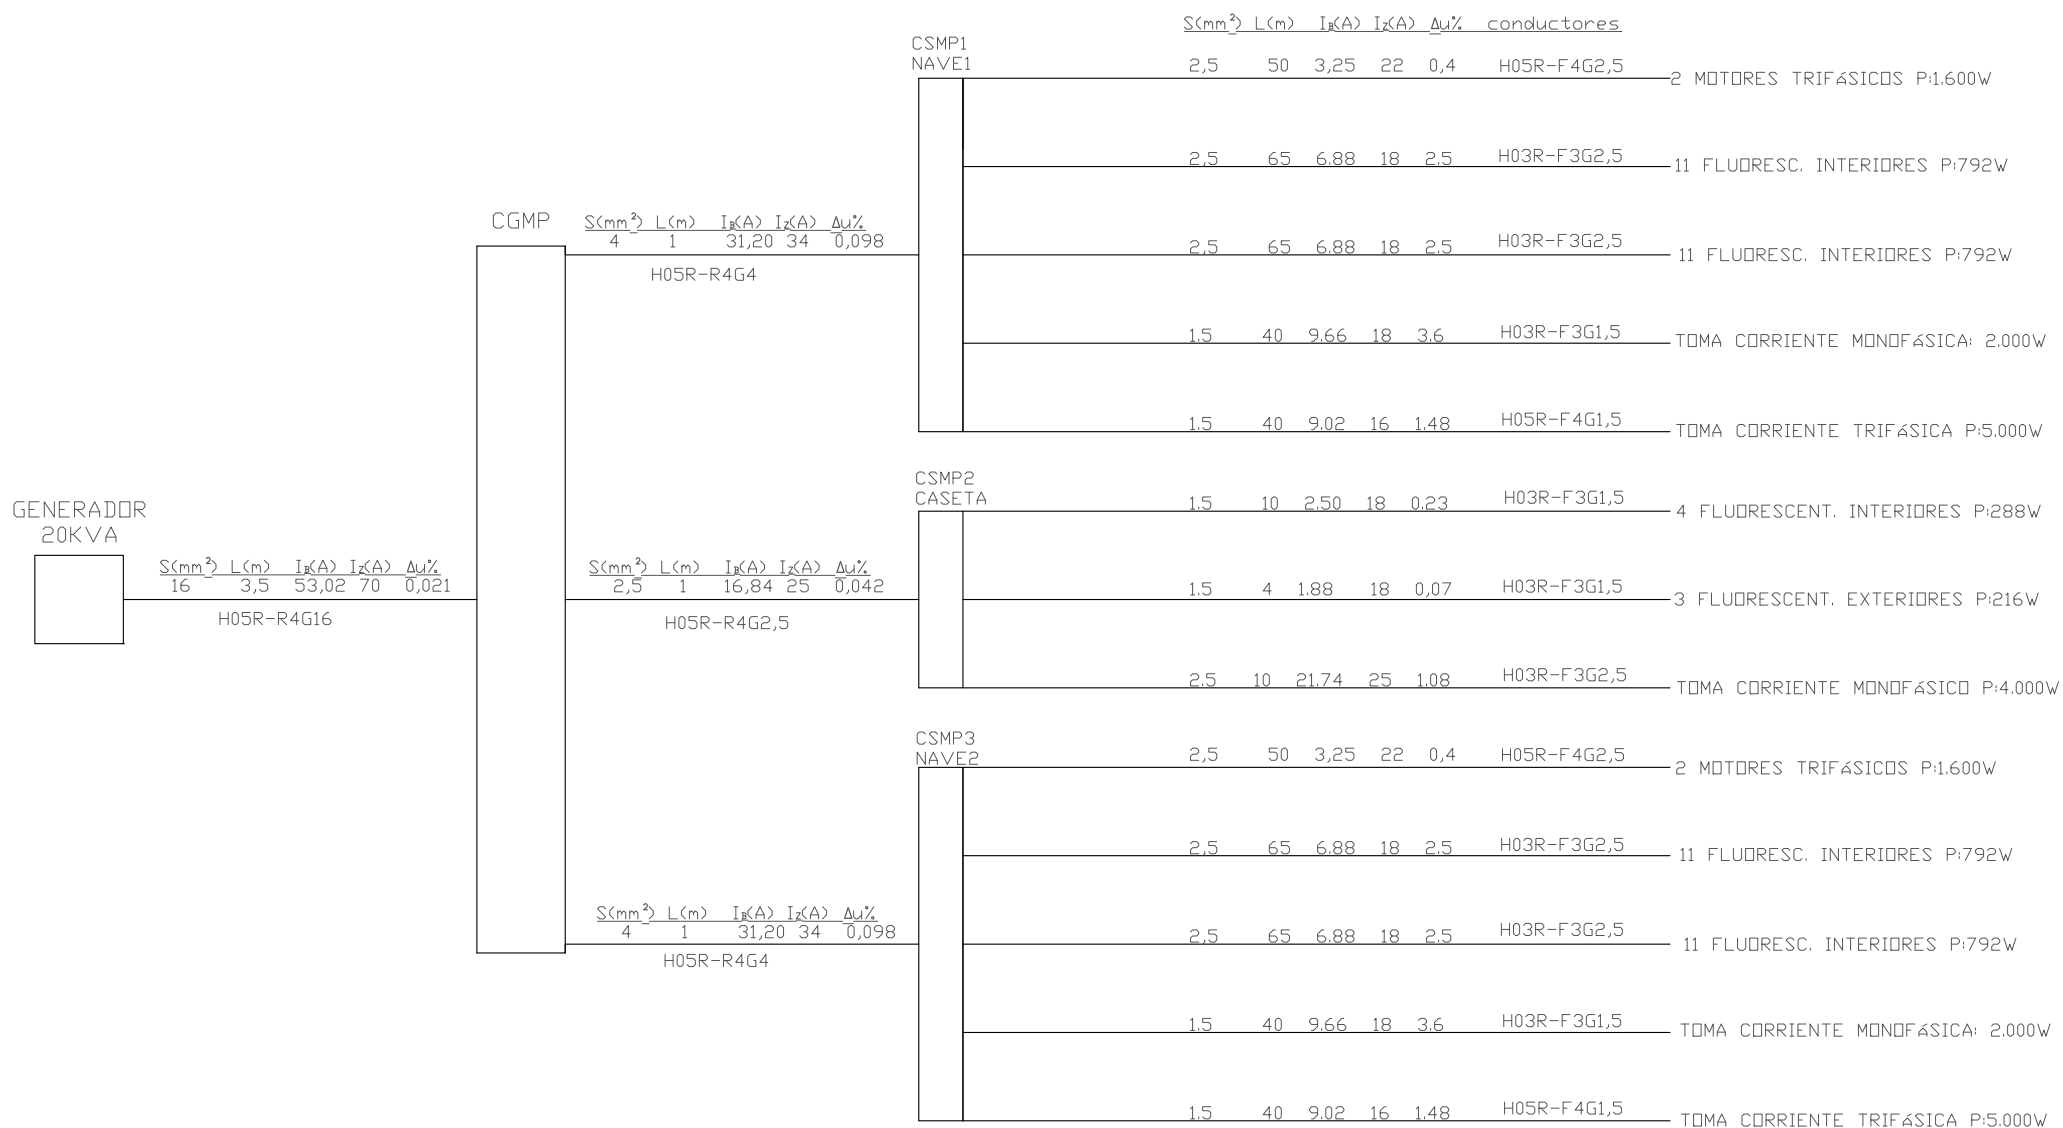 GENERADOR
20KVA
S(mm²) L(m) IB(A) IZ(A) Δu%
16 3,5 53,02 70 0,021
H05R-R4G16
CGMP
S(mm²) L(m) IB(A) IZ(A) Δu%
4 1 31,20 34 0,098
H05R-R4G4
S(mm²) L(m) IB(A) IZ(A) Δu%
2,5 1 16,84 25 0,042
H05R-R4G2,5
S(mm²) L(m) IB(A) IZ(A) Δu%
4 1 31,20 34 0,098
H05R-R4G4
S(mm²) L(m) IB(A) IZ(A) Δu% conductores
CSMP1
NAVE1
2,5 50 3,25 22 0,4 H05R-F4G2,5 2 MOTORES TRIFáSICOS P:1.600W
2,5 65 6.88 18 2.5 H03R-F3G2,5 11 FLUORESC. INTERIORES P:792W
2,5 65 6.88 18 2.5 H03R-F3G2,5 11 FLUORESC. INTERIORES P:792W
1.5 40 9.66 18 3.6 H03R-F3G1,5 TOMA CORRIENTE MONOFáSICA: 2.000W
1.5 40 9.02 16 1.48 H05R-F4G1,5 TOMA CORRIENTE TRIFáSICA P:5.000W
CSMP2
CASETA
1.5 10 2.50 18 0.23 H03R-F3G1,5 4 FLUORESCENT. INTERIORES P:288W
1.5 4 1.88 18 0,07 H03R-F3G1,5 3 FLUORESCENT. EXTERIORES P:216W
2.5 10 21.74 25 1.08 H03R-F3G2,5 TOMA CORRIENTE MONOFáSICO P:4.000W
CSMP3
NAVE2
2,5 50 3,25 22 0,4 H05R-F4G2,5 2 MOTORES TRIFáSICOS P:1.600W
2,5 65 6.88 18 2.5 H03R-F3G2,5 11 FLUORESC. INTERIORES P:792W
2,5 65 6.88 18 2.5 H03R-F3G2,5 11 FLUORESC. INTERIORES P:792W
1.5 40 9.66 18 3.6 H03R-F3G1,5 TOMA CORRIENTE MONOFáSICA: 2.000W
1.5 40 9.02 16 1.48 H05R-F4G1,5 TOMA CORRIENTE TRIFáSICA P:5.000W